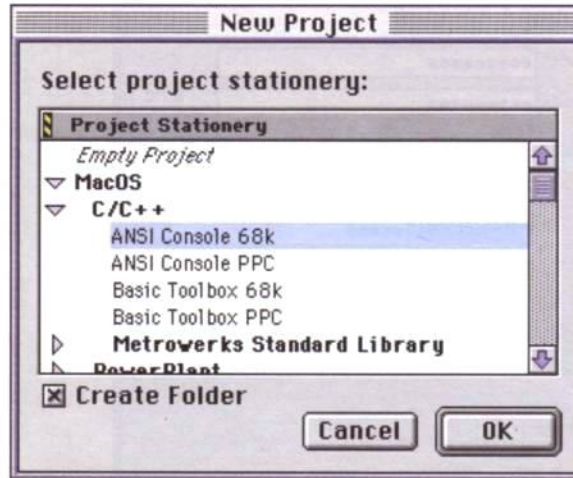 New Project
Select project stationery:
Project Stationery
Empty Project
MacOS
C/C++
ANSI Console 68k
ANSI Console PPC
Basic Toolbox 68k
Basic Toolbox PPC
Metrowerks Standard Library
PowerPlant
Create Folder
Cancel
OK